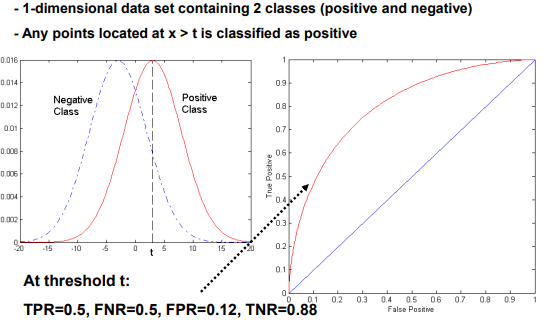 - 1-dimensional data set containing 2 classes (positive and negative)
- Any points located at x > t is classified as positive
0.016
0.014
0.012
0.01
0.008
0.006
0.004
0.002
0
-20 -15 -10 -5 0 5 10 15 20
Negative
Class
Positive
Class
t
1
0.9
0.8
0.7
0.6
0.5
0.4
0.3
0.2
0.1
0
0 0.1 0.2 0.3 0.4 0.5 0.6 0.7 0.8 0.9 1
True Positive
False Positive
At threshold t:
TPR=0.5, FNR=0.5, FPR=0.12, TNR=0.88